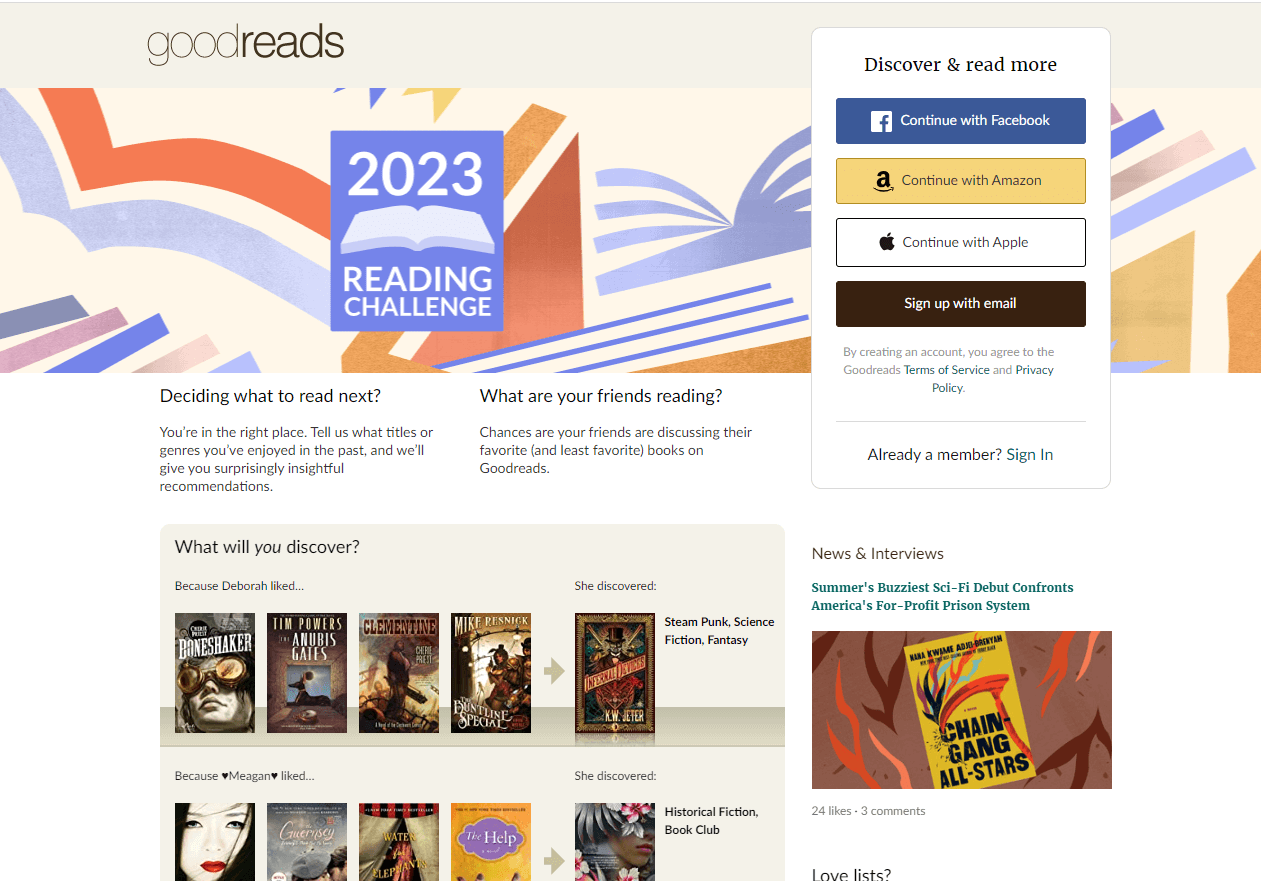 goodreads
2023
READING
CHALLENGE
Discover & read more
Continue with Facebook
Continue with Amazon
Continue with Apple
Sign up with email
By creating an account, you agree to the
Goodreads Terms of Service and Privacy
Policy.
Already a member? Sign In
Deciding what to read next?
You’re in the right place. Tell us what titles or
genres you’ve enjoyed in the past, and we’ll
give you surprisingly insightful
recommendations.
What are your friends reading?
Chances are your friends are discussing their
favorite (and least favorite) books on
Goodreads.
What will you discover?
Because Deborah liked…
CHERIE
PRIEST
BONESHAKER
TIM POWERS
THE ANUBIS
GATES
CLEMENTINE
CHERIE
PRIEST
MIKE RESNICK
THE
BUNTLINE
SPECIAL
She discovered:
INFERNAL DEVICES
K.W. JETER
Steam Punk, Science
Fiction, Fantasy
Because ♥Meagan♥ liked…
Guernsey
WATER
for
ELEPHANTS
The Help
a novel
She discovered:
Historical Fiction,
Book Club
News & Interviews
Summer's Buzziest Sci-Fi Debut Confronts
America's For-Profit Prison System
NANA KWAME ADJEI-BRENYAH
CHAIN-
GANG
ALL-STARS
24 likes · 3 comments
Love lists?